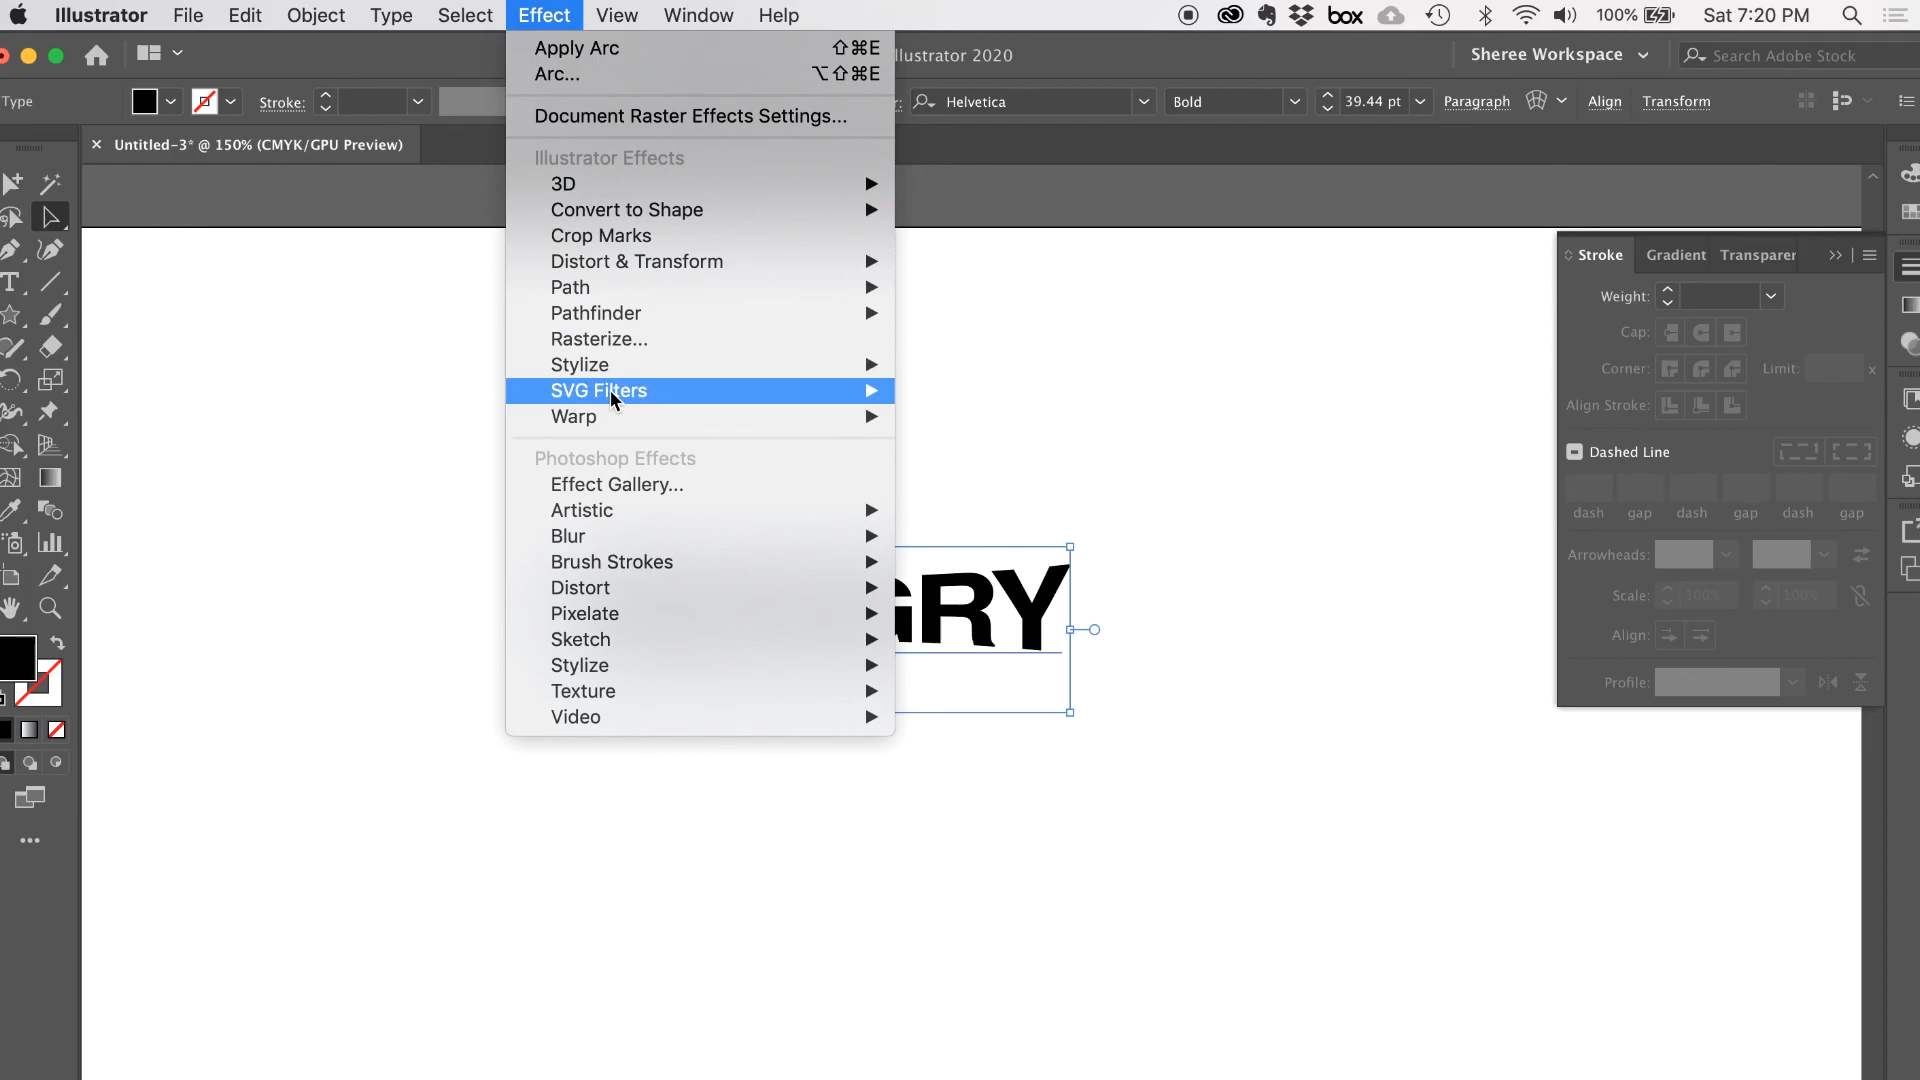 Illustrator File Edit Object Type Select Effect View Window Help
box 100% Sat 7:20 PM
llustrator 2020
Sheree Workspace
Search Adobe Stock
Type
Stroke:
Helvetica
Bold
39.44 pt
Paragraph
Align
Transform
× Untitled-3* @ 150% (CMYK/GPU Preview)
Apply Arc ⇧⌘E
Arc... ⌥⇧⌘E
Document Raster Effects Settings...
Illustrator Effects
3D
Convert to Shape
Crop Marks
Distort & Transform
Path
Pathfinder
Rasterize...
Stylize
SVG Filters
Warp
Photoshop Effects
Effect Gallery...
Artistic
Blur
Brush Strokes
Distort
Pixelate
Sketch
Stylize
Texture
Video
GRY
Stroke Gradient Transparer
Weight:
Cap:
Corner: Limit: x
Align Stroke:
Dashed Line
dash gap dash gap dash gap
Arrowheads:
Scale: 100% 100%
Align:
Profile: